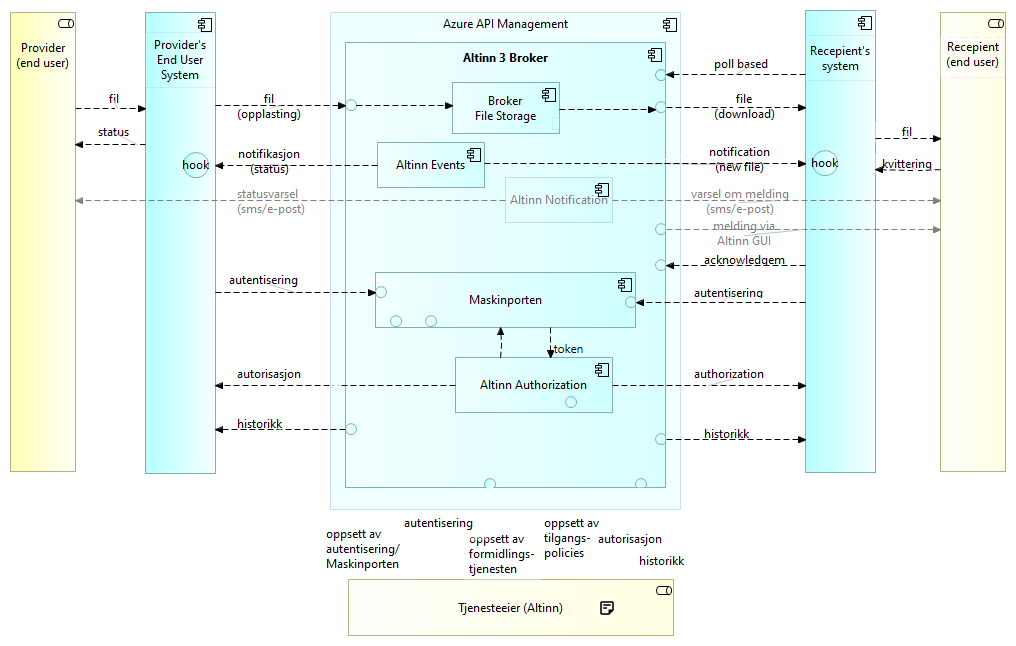 Azure API Management
Provider
(end user)
Provider's
End User
System
Altinn 3 Broker
Recepient's
system
Recepient
(end user)
poll based
fil
fil
(opplasting)
Broker
File Storage
file
(download)
status
fil
notifikasjon
(status)
hook
Altinn Events
notification
(new file)
hook
kvittering
statusvarsel
(sms/e-post)
Altinn Notification
varsel om melding
(sms/e-post)
melding via
Altinn GUI
acknowledgem
autentisering
Maskinporten
autentisering
token
autorisasjon
Altinn Authorization
authorization
historikk
historikk
oppsett av
autentisering/
Maskinporten
autentisering
oppsett av
formidlings-
tjenesten
oppsett av
tilgangs-
policies
autorisasjon
historikk
Tjenesteeier (Altinn)